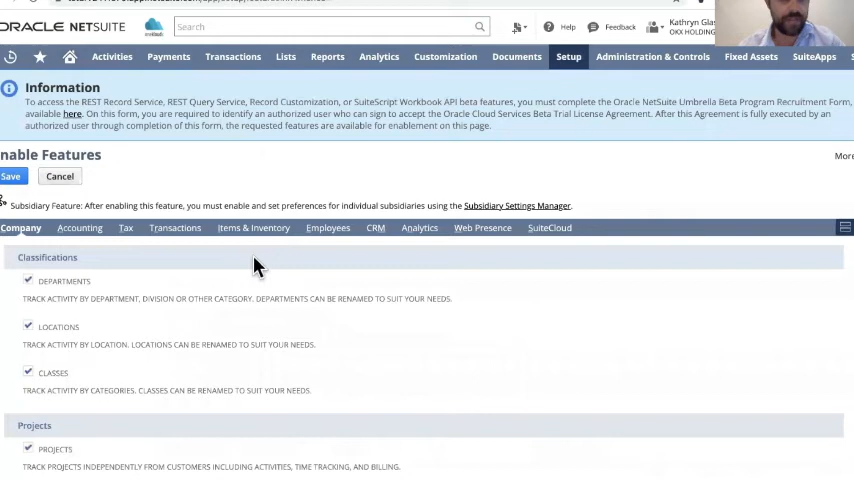 ORACLE NETSUITE
Search
Help
Feedback
Kathryn Glas
OKX HOLDING
Activities Payments Transactions Lists Reports Analytics Customization Documents Setup Administration & Controls Fixed Assets SuiteApps
Information
To access the REST Record Service, REST Query Service, Record Customization, or SuiteScript Workbook API beta features, you must complete the Oracle NetSuite Umbrella Beta Program Recruitment Form,
available here. On this form, you are required to identify an authorized user who can sign to accept the Oracle Cloud Services Beta Trial License Agreement. After this Agreement is fully executed by an
authorized user through completion of this form, the requested features are available for enablement on this page.
nable Features
More
Save Cancel
Subsidiary Feature: After enabling this feature, you must enable and set preferences for individual subsidiaries using the Subsidiary Settings Manager.
Company Accounting Tax Transactions Items & Inventory Employees CRM Analytics Web Presence SuiteCloud
Classifications
DEPARTMENTS
TRACK ACTIVITY BY DEPARTMENT, DIVISION OR OTHER CATEGORY. DEPARTMENTS CAN BE RENAMED TO SUIT YOUR NEEDS.
LOCATIONS
TRACK ACTIVITY BY LOCATION. LOCATIONS CAN BE RENAMED TO SUIT YOUR NEEDS.
CLASSES
TRACK ACTIVITY BY CATEGORIES. CLASSES CAN BE RENAMED TO SUIT YOUR NEEDS.
Projects
PROJECTS
TRACK PROJECTS INDEPENDENTLY FROM CUSTOMERS INCLUDING ACTIVITIES, TIME TRACKING, AND BILLING.